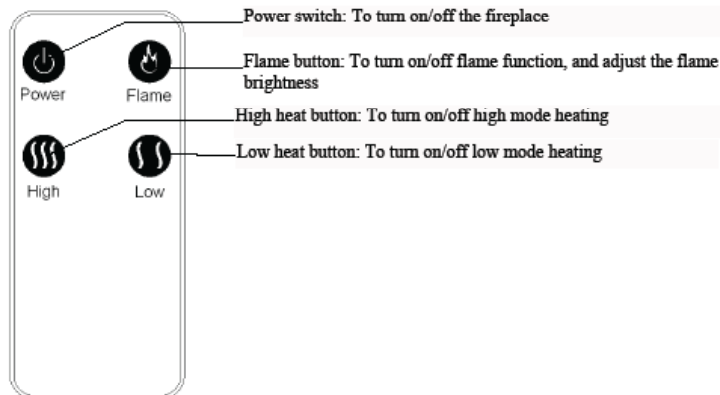 Power switch: To turn on/off the fireplace
Flame button: To turn on/off flame function, and adjust the flame
brightness
Power
Flame
High heat button: To turn on/off high mode heating
Low heat button: To turn on/off low mode heating
High
Low